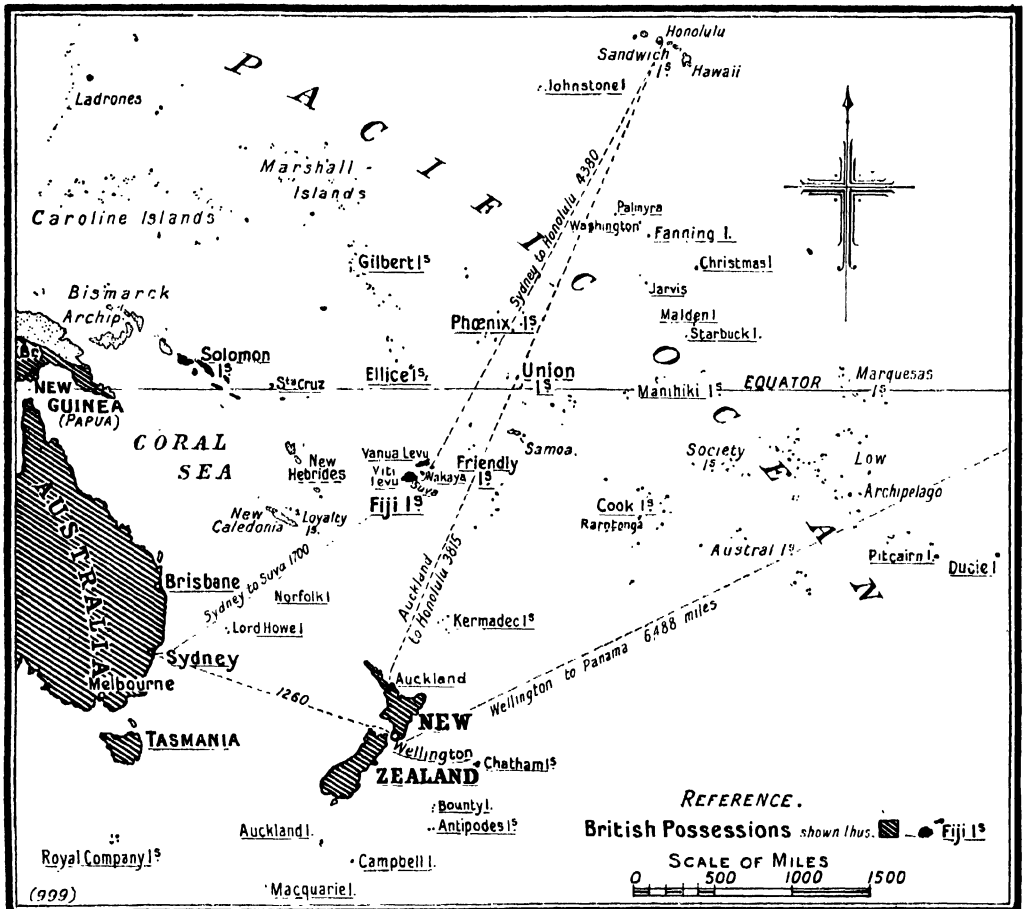 Honolulu
Sandwich
Is.
Hawaii
PACIFIC OCEAN
Johnstone I
Ladrones
Marshall -
Islands
Caroline Islands
Sydney to Honolulu 4380
Palmyra
Washington
Fanning I.
Christmas I
Gilbert Is
Jarvis
Bismarck
Archip.
Phœnix Is
Malden I
Starbuck I.
Solomon
Is
NEW
GUINEA
(PAPUA)
Sta Cruz
Ellice Is,
Union
Is
Manihiki Is
EQUATOR
Marquesas
Is
CORAL
SEA
New
Hebrides
Vanua Levu
Viti
Levu
Wakaya
Suva
Fiji Is
Friendly
Is
Samoa.
Society
Is
Low
Archipelago
New
Caledonia
Loyalty
Is.
Cook Is
Rarotonga
Austral Is
Pitcairn I.
Ducie I
AUSTRALIA
Brisbane
Sydney to Suva 1700
Norfolk I
Lord Howe I
Auckland
to Honolulu 3815
Kermadec Is
Sydney
Melbourne
1260
Auckland
Wellington to Panama 6488 miles
NEW
ZEALAND
Wellington
Chatham Is
TASMANIA
Bounty I.
Antipodes Is
Auckland I.
Campbell I.
Royal Company Is
Macquarie I.
REFERENCE.
British Possessions shown thus. Fiji Is
SCALE OF MILES
0 500 1000 1500
(999)